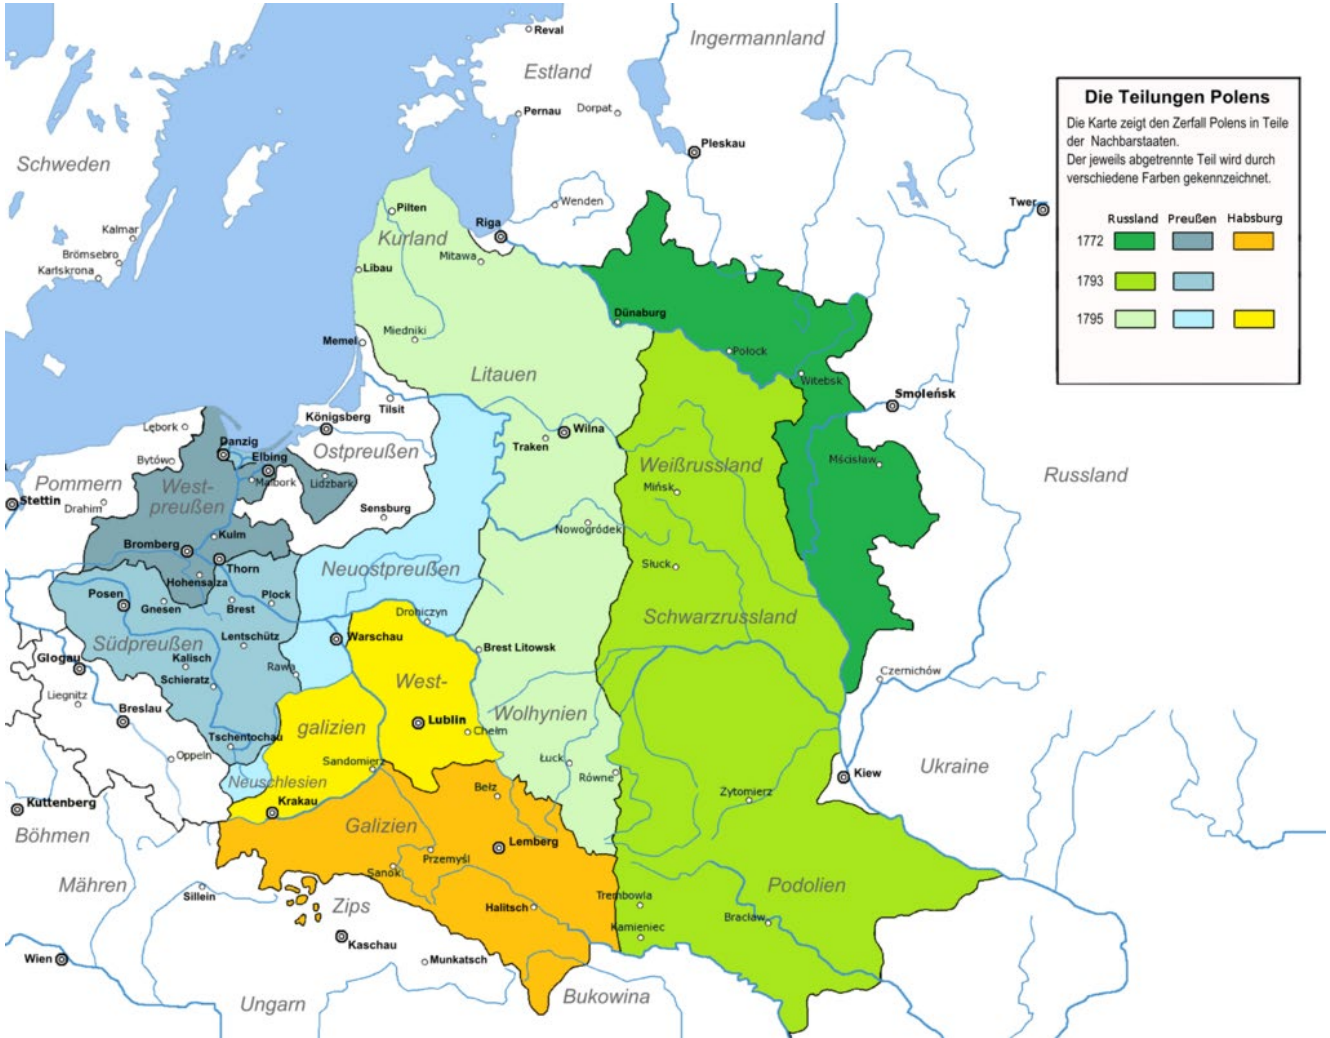 Reval
Ingermannland
Estland
Pernau
Dorpat
Pleskau
Schweden
Die Teilungen Polens
Die Karte zeigt den Zerfall Polens in Teile
der Nachbarstaaten.
Der jeweils abgetrennte Teil wird durch
verschiedene Farben gekennzeichnet.
Russland Preußen Habsburg
1772
1793
1795
Twer
Wenden
Pilten
Riga
Kurland
Mitawa
Kalmar
Brömsebro
Karlskrona
Libau
Dünaburg
Miedniki
Memel
Połock
Litauen
Witebsk
Smoleńsk
Tilsit
Königsberg
Lębork
Danzig
Wilna
Traken
Ostpreußen
Bytów
Elbing
Malbork
Lidzbark
Weißrussland
Mścisław
Russland
Pommern
West-
preußen
Stettin
Drahim
Sensburg
Mińsk
Nowogródek
Kulm
Bromberg
Thorn
Neuostpreußen
Słuck
Hohensalza
Posen
Gnesen
Brest
Plock
Drohiczyn
Schwarzrussland
Südpreußen
Lentschütz
Warschau
Brest Litowsk
Glogau
Kalisch
Rawa
Schieratz
West-
Czernichów
Liegnitz
Breslau
galizien
Lublin
Chełm
Wolhynien
Tschentochau
Oppeln
Sandomierz
Łuck
Równe
Kiew
Ukraine
Neuschlesien
Bełz
Żytomierz
Kuttenberg
Krakau
Böhmen
Galizien
Lemberg
Przemyśl
Sanok
Mähren
Sillein
Podolien
Zips
Halitsch
Trembowla
Bracław
Kamieniec
Kaschau
Wien
Munkatsch
Ungarn
Bukowina